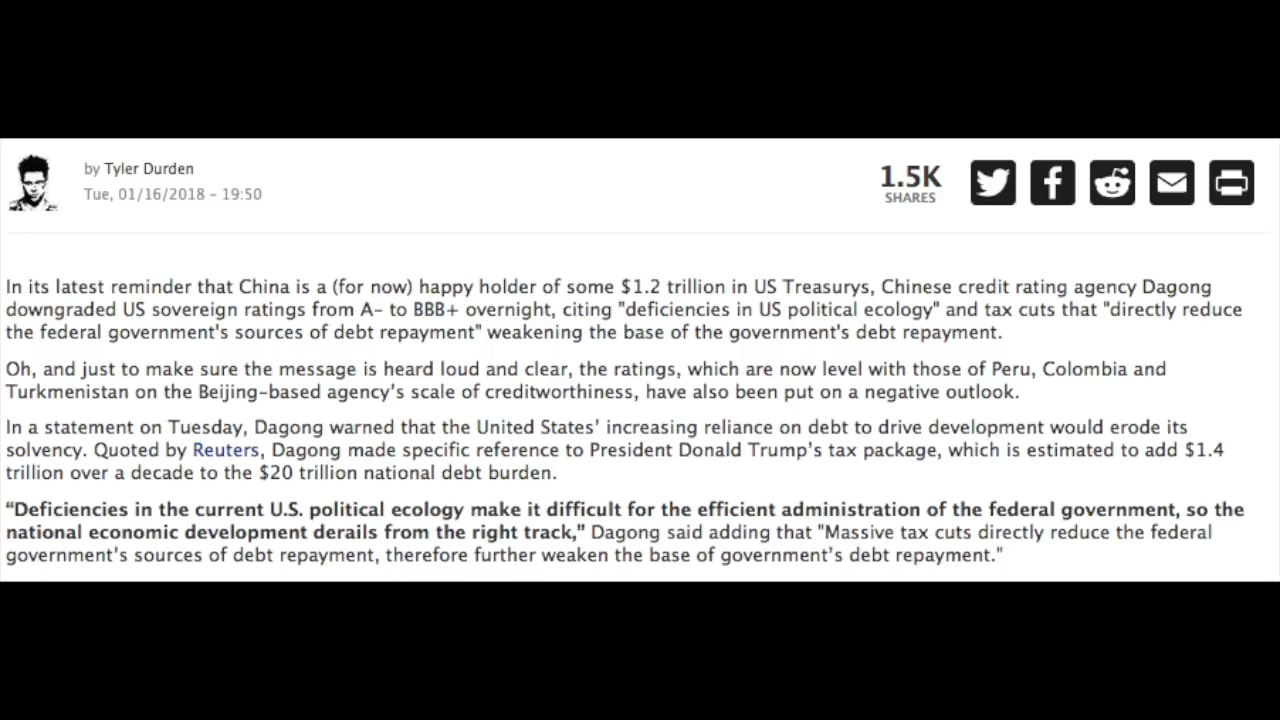 by Tyler Durden
Tue, 01/16/2018 - 19:50
1.5K
SHARES
In its latest reminder that China is a (for now) happy holder of some $1.2 trillion in US Treasurys, Chinese credit rating agency Dagong
downgraded US sovereign ratings from A- to BBB+ overnight, citing "deficiencies in US political ecology" and tax cuts that "directly reduce
the federal government's sources of debt repayment" weakening the base of the government's debt repayment.
Oh, and just to make sure the message is heard loud and clear, the ratings, which are now level with those of Peru, Colombia and
Turkmenistan on the Beijing-based agency's scale of creditworthiness, have also been put on a negative outlook.
In a statement on Tuesday, Dagong warned that the United States' increasing reliance on debt to drive development would erode its
solvency. Quoted by Reuters, Dagong made specific reference to President Donald Trump's tax package, which is estimated to add $1.4
trillion over a decade to the $20 trillion national debt burden.
“Deficiencies in the current U.S. political ecology make it difficult for the efficient administration of the federal government, so the
national economic development derails from the right track,” Dagong said adding that "Massive tax cuts directly reduce the federal
government's sources of debt repayment, therefore further weaken the base of government's debt repayment."